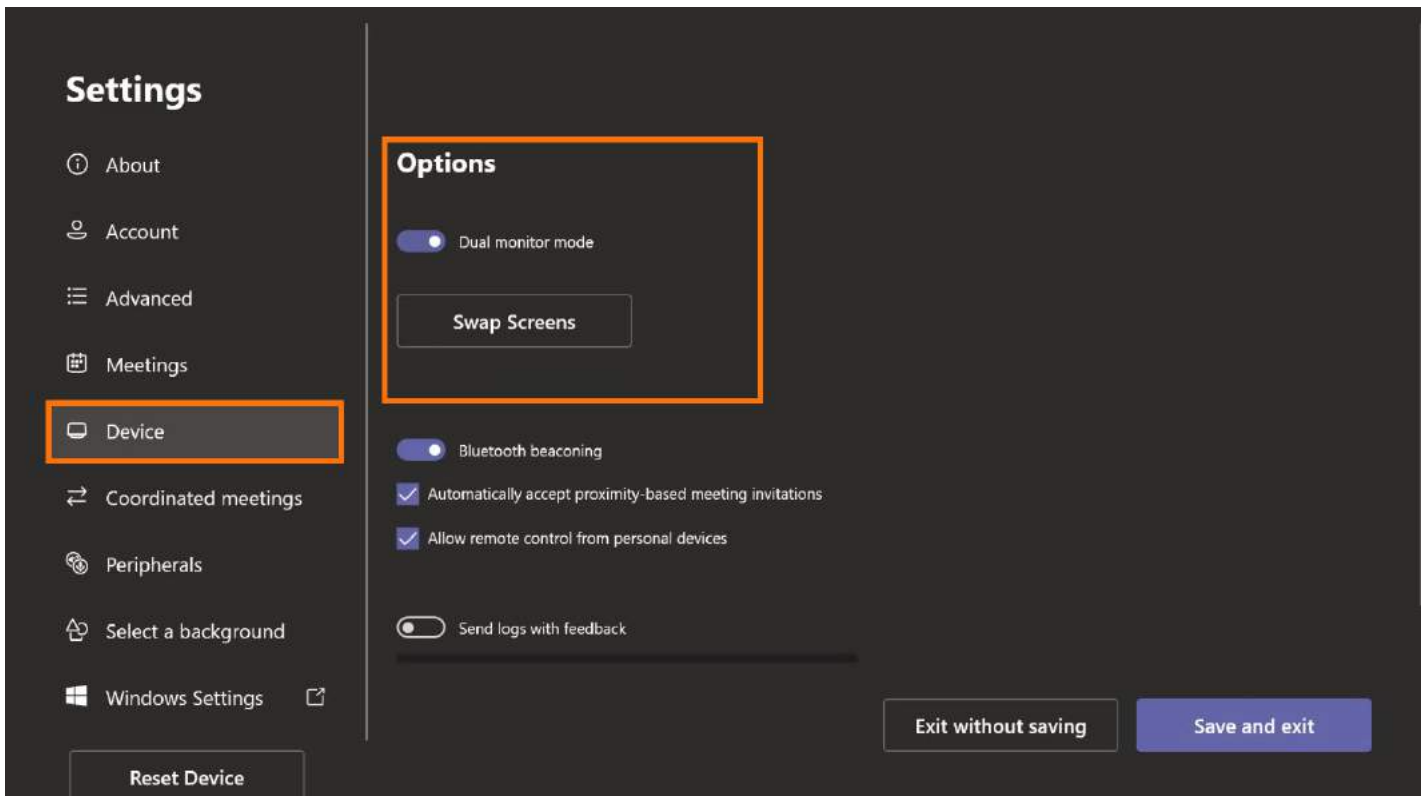 Settings
About
Account
Advanced
Meetings
Device
Coordinated meetings
Peripherals
Select a background
Windows Settings
Reset Device
Options
Dual monitor mode
Swap Screens
Bluetooth beaconing
Automatically accept proximity-based meeting invitations
Allow remote control from personal devices
Send logs with feedback
Exit without saving
Save and exit